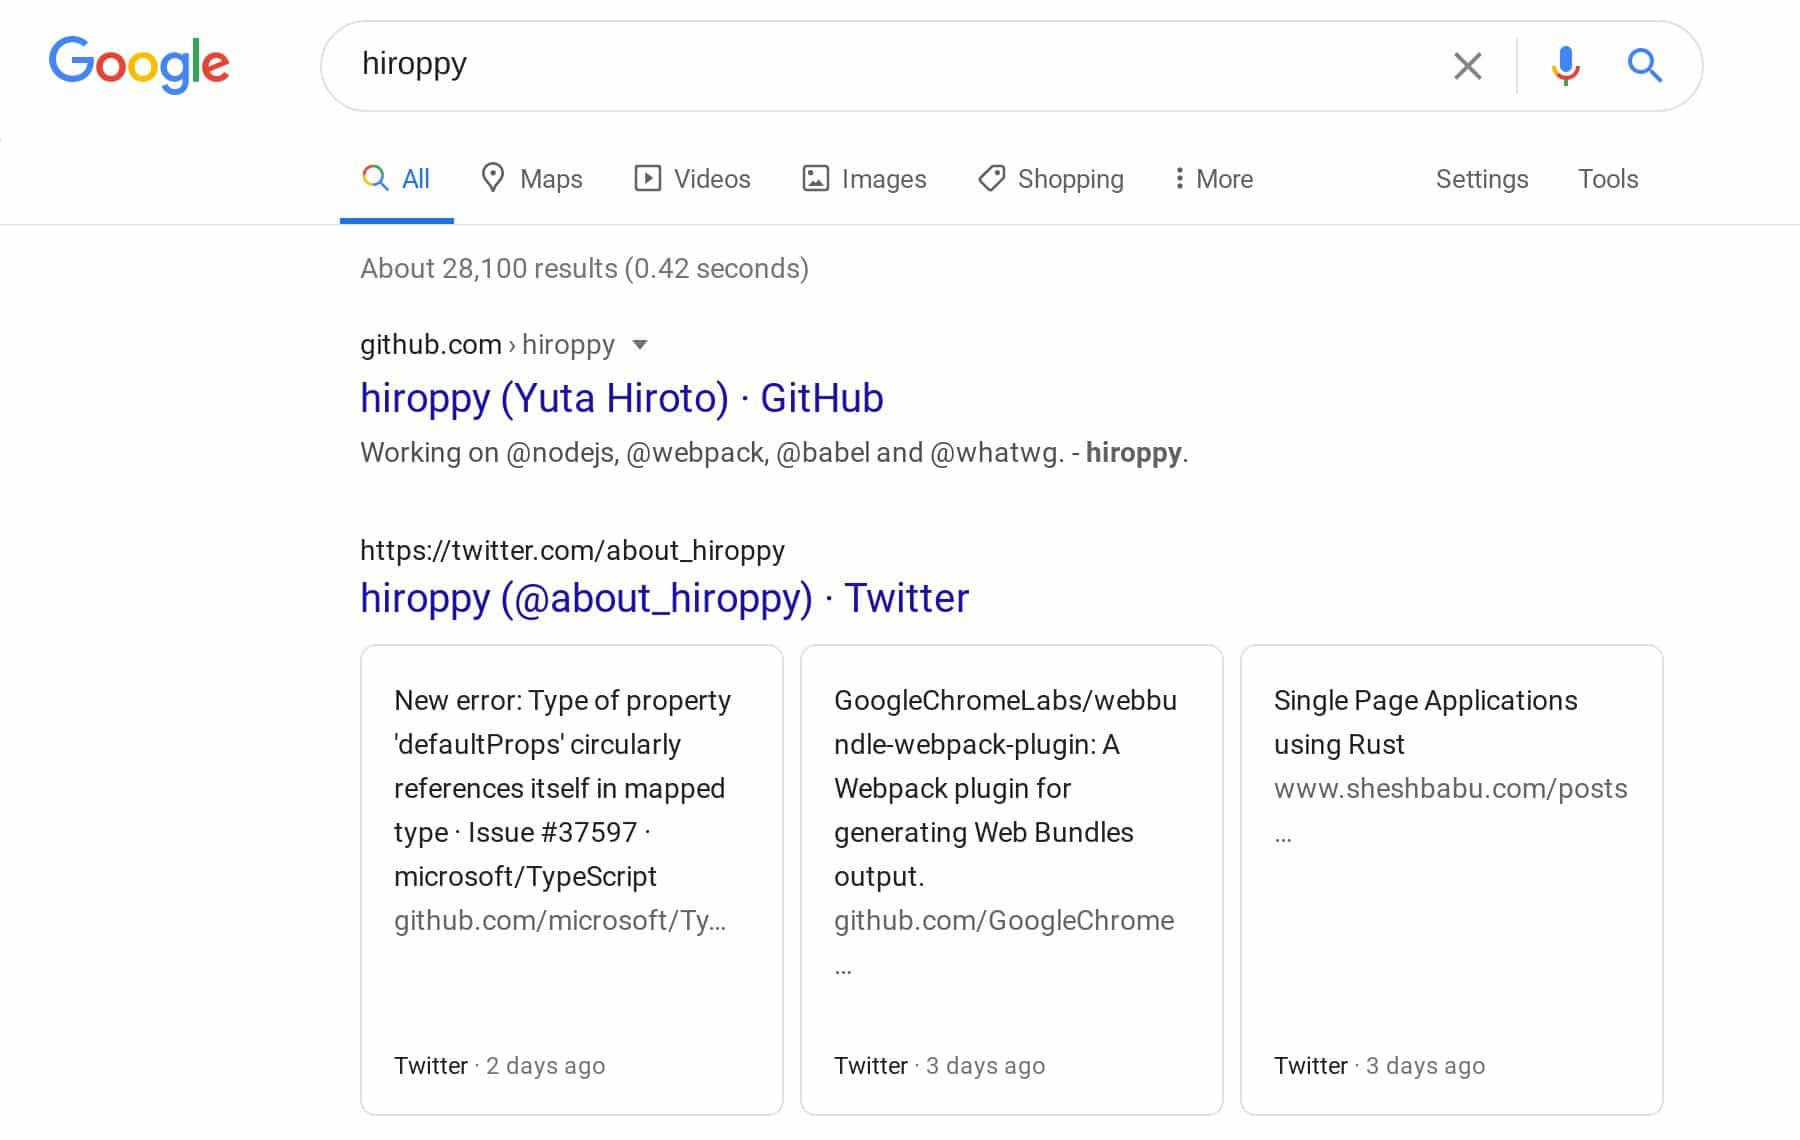 Google
hiroppy
All Maps Videos Images Shopping More Settings Tools
About 28,100 results (0.42 seconds)
github.com › hiroppy
hiroppy (Yuta Hiroto) · GitHub
Working on @nodejs, @webpack, @babel and @whatwg. - hiroppy.
https://twitter.com/about_hiroppy
hiroppy (@about_hiroppy) · Twitter
New error: Type of property
'defaultProps' circularly
references itself in mapped
type · Issue #37597 ·
microsoft/TypeScript
github.com/microsoft/Ty...
Twitter · 2 days ago
GoogleChromeLabs/webbu
ndle-webpack-plugin: A
Webpack plugin for
generating Web Bundles
output.
github.com/GoogleChrome
...
Twitter · 3 days ago
Single Page Applications
using Rust
www.sheshbabu.com/posts
...
Twitter · 3 days ago